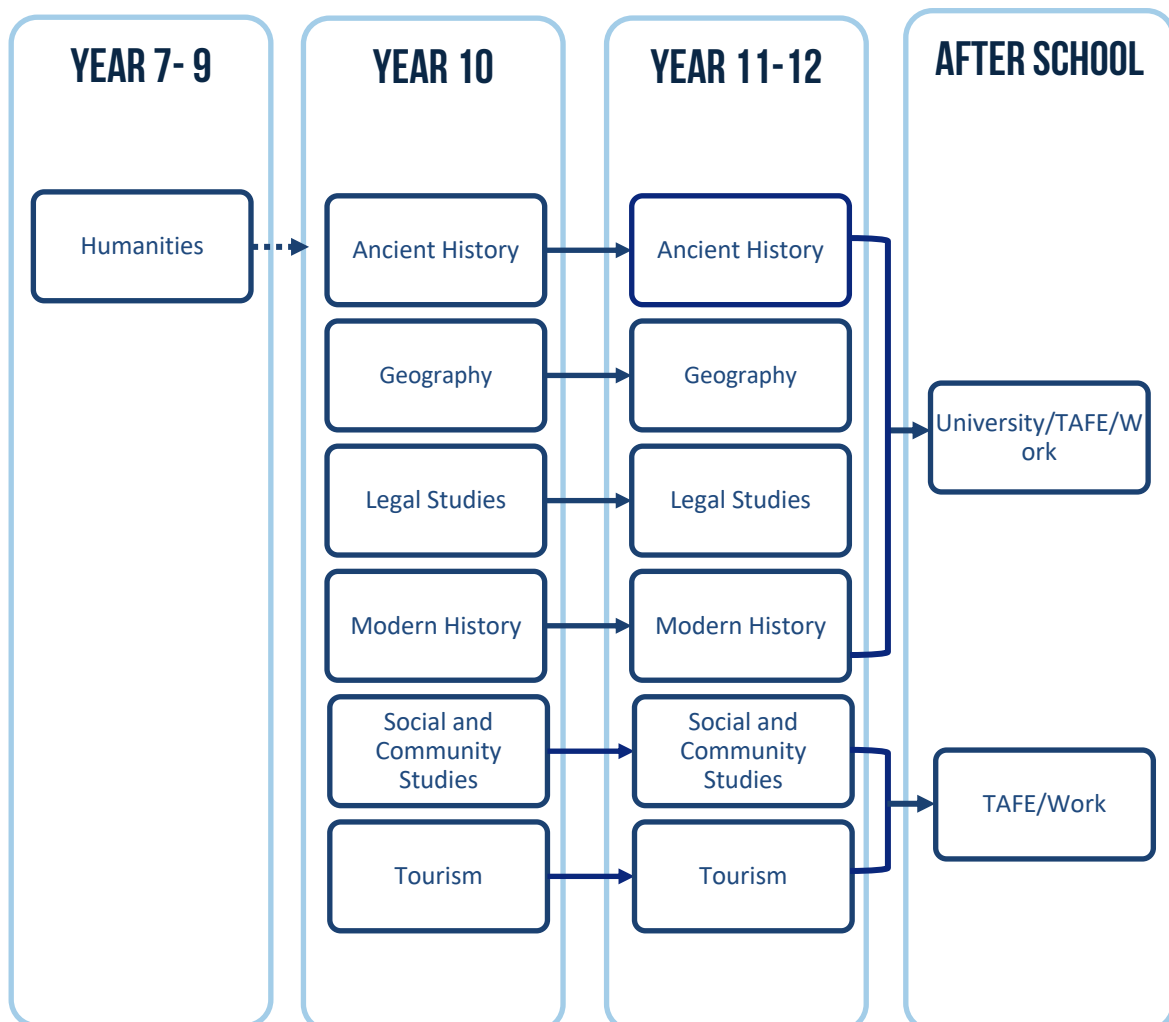 YEAR 7- 9
YEAR 10
YEAR 11-12
AFTER SCHOOL
Humanities
Ancient History
Ancient History
Geography
Geography
University/TAFE/W
ork
Legal Studies
Legal Studies
Modern History
Modern History
Social and
Community
Studies
Social and
Community
Studies
TAFE/Work
Tourism
Tourism